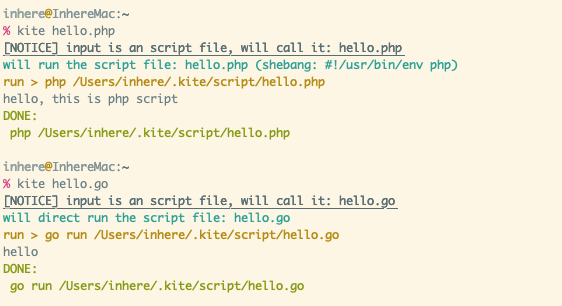 inhere@InhereMac:~
% kite hello.php
[NOTICE] input is an script file, will call it: hello.php
will run the script file: hello.php (shebang: #!/usr/bin/env php)
run > php /Users/inhere/.kite/script/hello.php
hello, this is php script
DONE:
 php /Users/inhere/.kite/script/hello.php

inhere@InhereMac:~
% kite hello.go
[NOTICE] input is an script file, will call it: hello.go
will direct run the script file: hello.go
run > go run /Users/inhere/.kite/script/hello.go
hello
DONE:
 go run /Users/inhere/.kite/script/hello.go